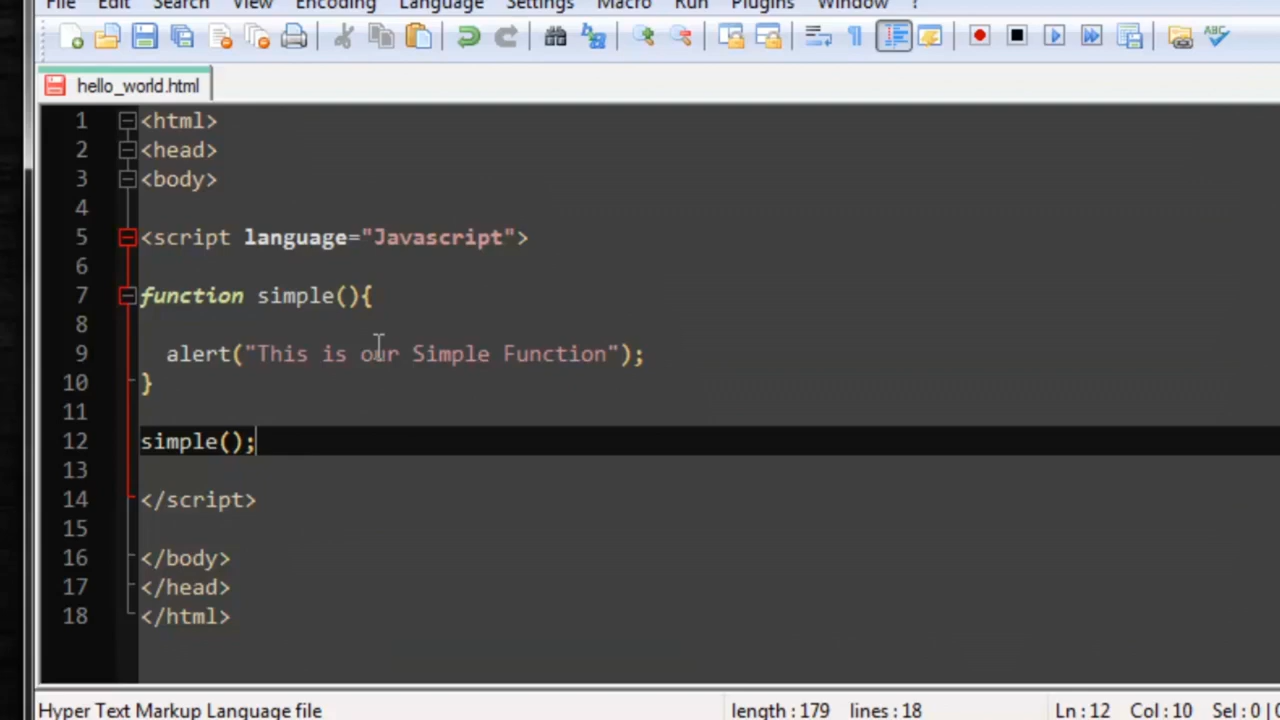 File Edit Search View Encoding Language Settings Macro Run Plugins Window ?
ABC
hello_world.html
1 <html>
2 <head>
3 <body>
4
5 <script language="Javascript">
6
7 function simple(){
8
9 alert("This is our Simple Function");
10 }
11
12 simple();
13
14 </script>
15
16 </body>
17 </head>
18 </html>
Hyper Text Markup Language file length : 179 lines : 18 Ln : 12 Col : 10 Sel : 0 | 0